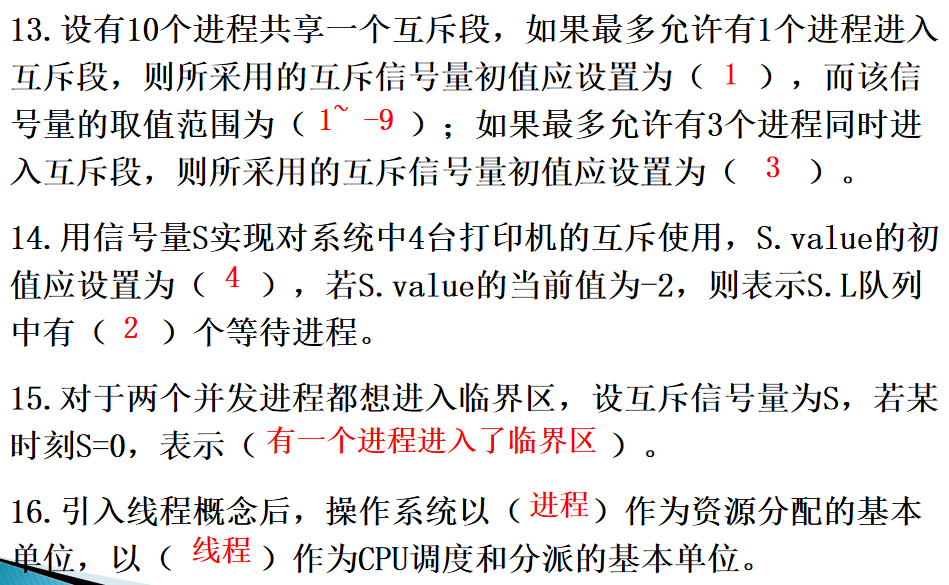 13.设有10个进程共享一个互斥段，如果最多允许有1个进程进入
互斥段，则所采用的互斥信号量初值应设置为（ 1 ），而该信
号量的取值范围为（ 1~ -9 ）；如果最多允许有3个进程同时进
入互斥段，则所采用的互斥信号量初值应设置为（ 3 ）。
14.用信号量S实现对系统中4台打印机的互斥使用，S.value的初
值应设置为（ 4 ），若S.value的当前值为-2，则表示S.L队列
中有（ 2 ）个等待进程。
15.对于两个并发进程都想进入临界区，设互斥信号量为S，若某
时刻S=0，表示（ 有一个进程进入了临界区 ）。
16.引入线程概念后，操作系统以（ 进程 ）作为资源分配的基本
单位，以（ 线程 ）作为CPU调度和分派的基本单位。